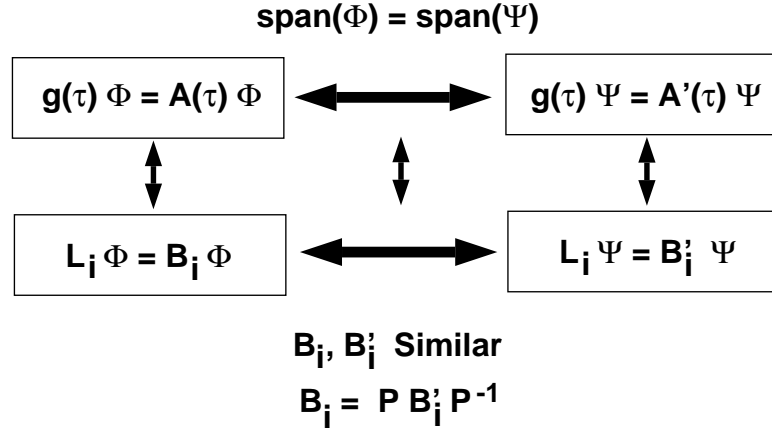 span(Φ) = span(Ψ)
g(τ) Φ = A(τ) Φ
g(τ) Ψ = A'(τ) Ψ
L_i Φ = B_i Φ
L_i Ψ = B'_i Ψ
B_i, B'_i Similar
B_i = P B'_i P^-1